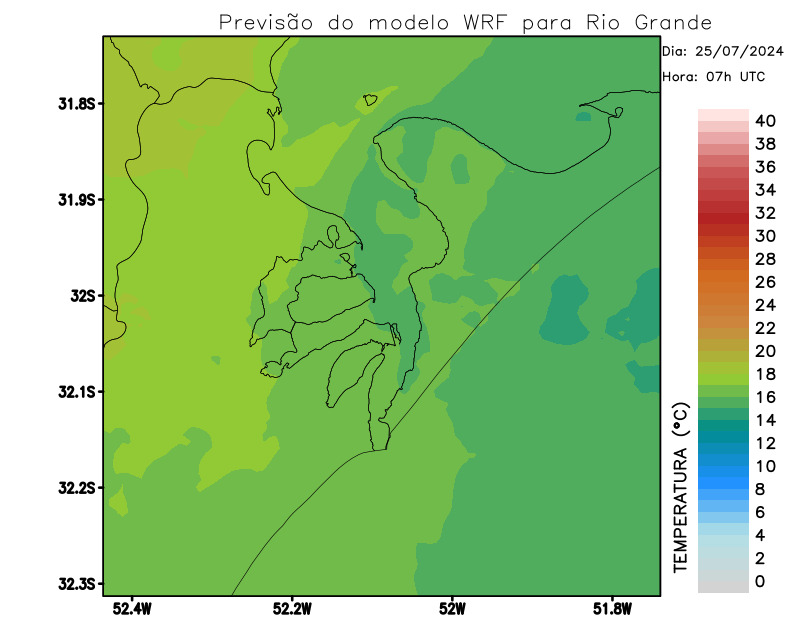 Previsão do modelo WRF para Rio Grande
Dia: 25/07/2024
Hora: 07h UTC
31.8S
31.9S
32S
32.1S
32.2S
32.3S
52.4W
52.2W
52W
51.8W
TEMPERATURA (°C)
40
38
36
34
32
30
28
26
24
22
20
18
16
14
12
10
8
6
4
2
0